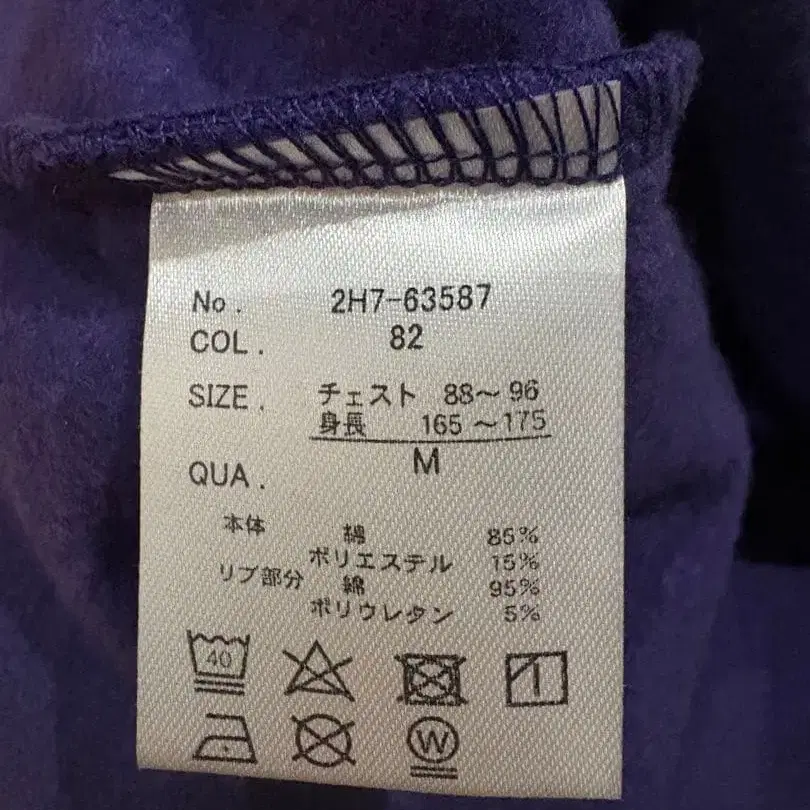 No. 2H7-63587
COL. 82
SIZE. チェスト 88～96
身長 165～175
M
QUA.
本体 綿 85%
ポリエステル 15%
リブ部分 綿 95%
ポリウレタン 5%
40
W